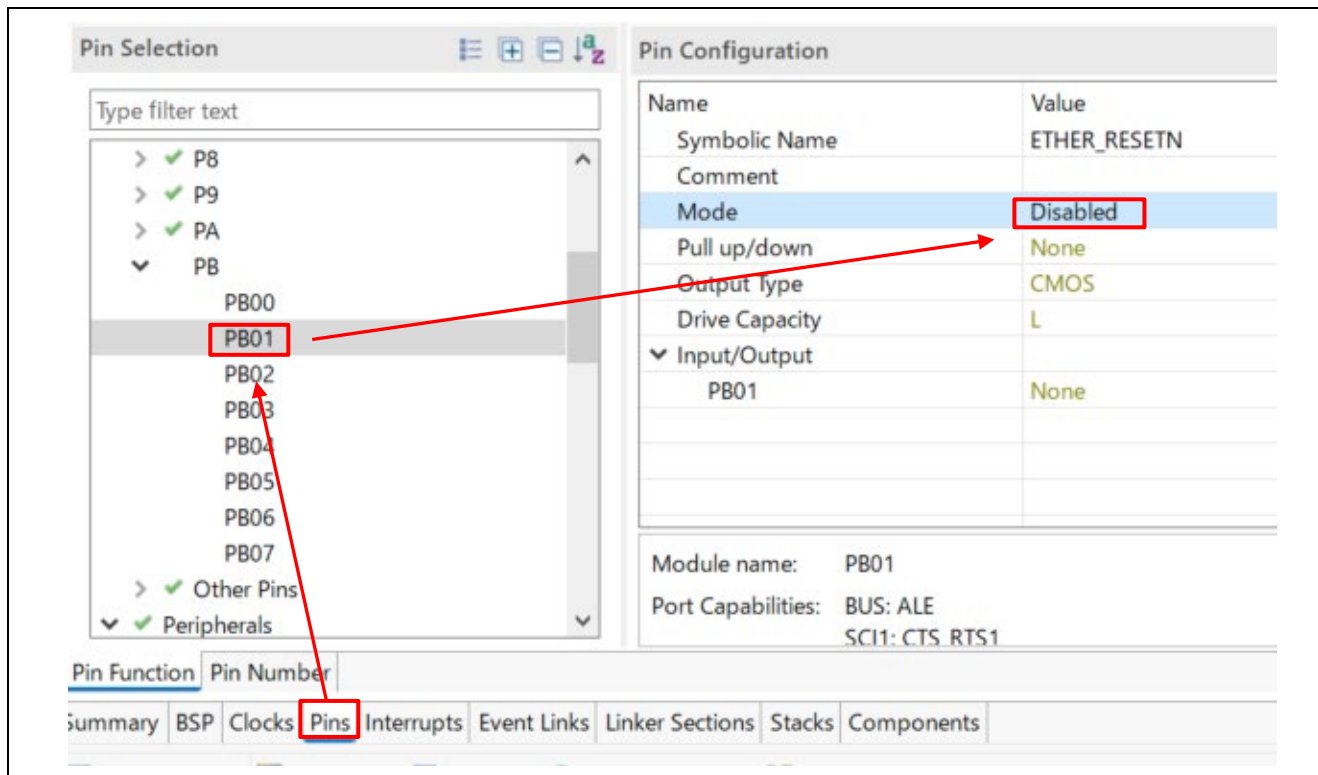 Pin Selection
Type filter text
P8
P9
PA
PB
PB00
PB01
PB02
PB03
PB04
PB05
PB06
PB07
Other Pins
Peripherals
Pin Configuration
Name Value
Symbolic Name ETHER_RESETN
Comment
Mode Disabled
Pull up/down None
Output Type CMOS
Drive Capacity L
Input/Output
PB01 None
Module name: PB01
Port Capabilities: BUS: ALE
SCI1: CTS_RTS1
Pin Function Pin Number
Summary BSP Clocks Pins Interrupts Event Links Linker Sections Stacks Components